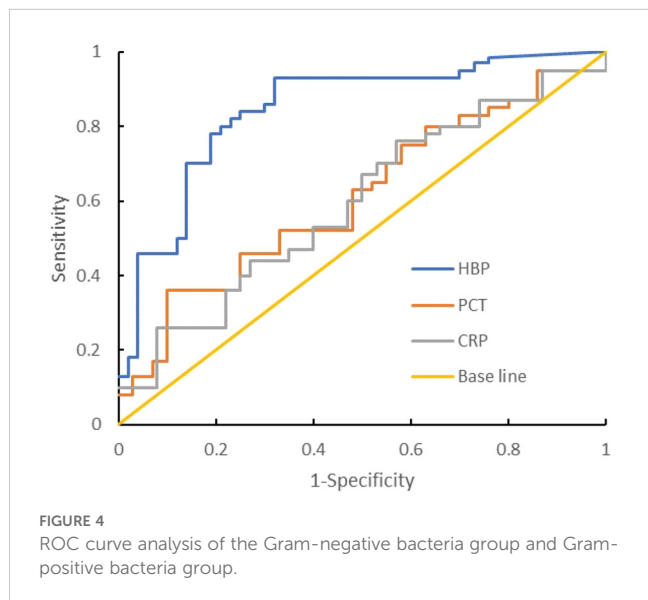 1
0.8
0.6
0.4
0.2
0
Sensitivity
HBP
PCT
CRP
Base line
0 0.2 0.4 0.6 0.8 1
1-Specificity
FIGURE 4
ROC curve analysis of the Gram-negative bacteria group and Gram-
positive bacteria group.